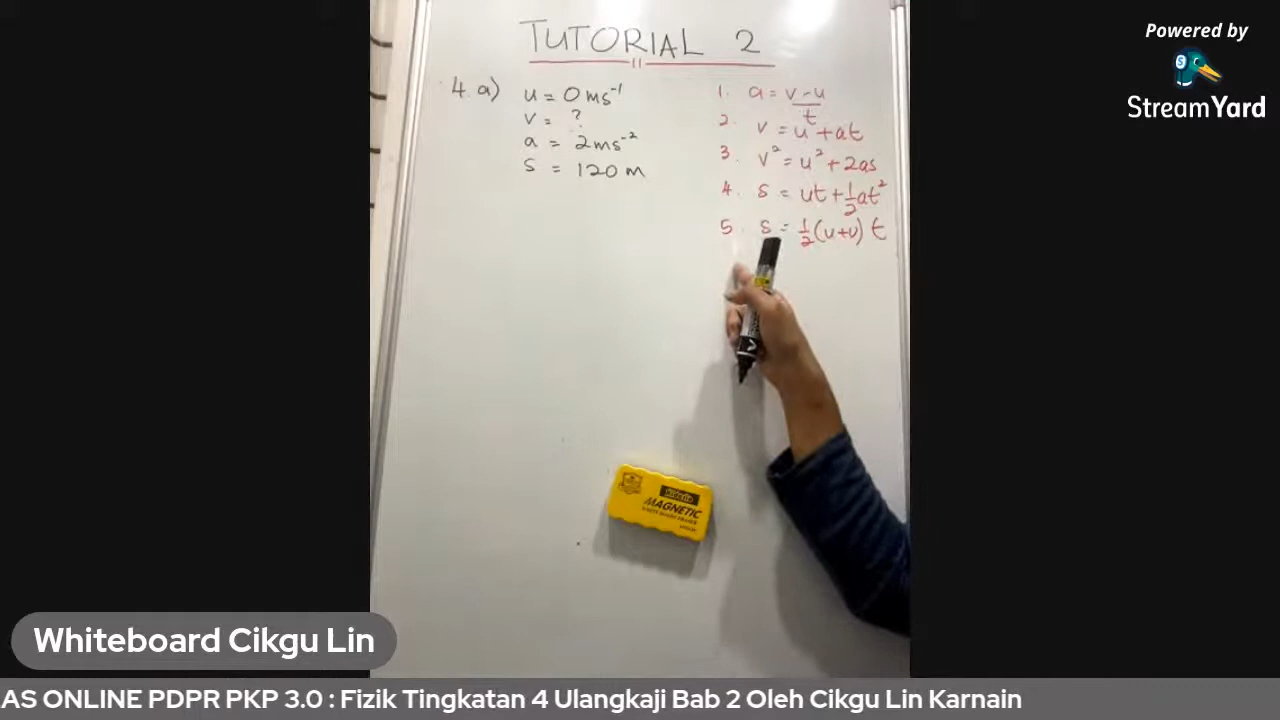 TUTORIAL 2
4. a)
u = 0 ms⁻¹
v = ?
a = 2 ms⁻²
s = 120 m
1. a = v - u / t
2. v = u + at
3. v² = u² + 2as
4. s = ut + 1/2 at²
5. s = 1/2 (u+v) t
MAGNETIC
Powered by
StreamYard
Whiteboard Cikgu Lin
AS ONLINE PDPR PKP 3.0 : Fizik Tingkatan 4 Ulangkaji Bab 2 Oleh Cikgu Lin Karnain